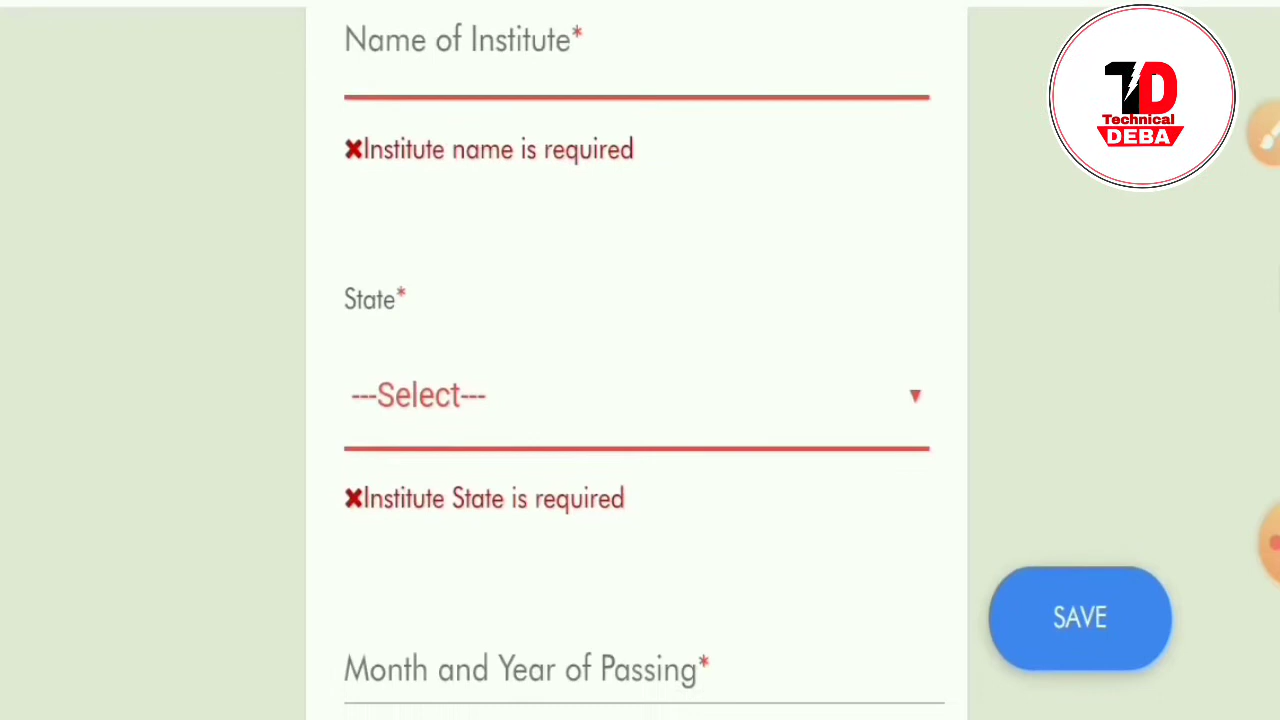 Name of Institute*
✖Institute name is required
State*
---Select---
▼
✖Institute State is required
Month and Year of Passing*
SAVE
TD
Technical
DEBA